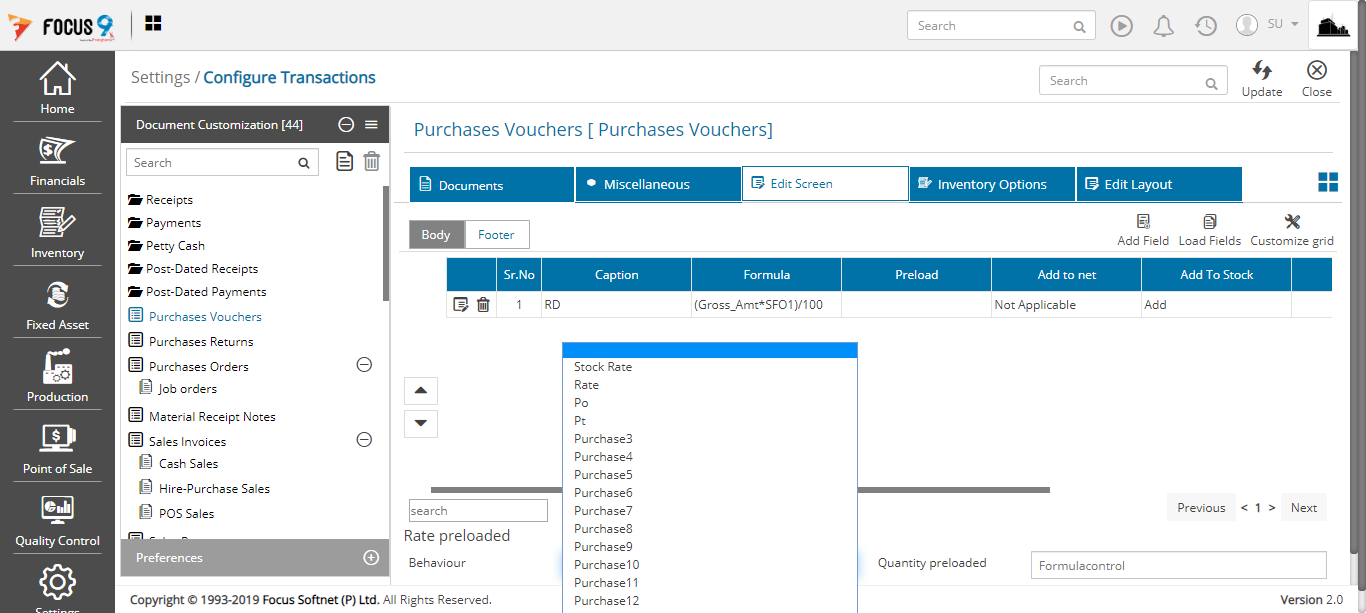 FOCUS 9
Search
SU
Settings / Configure Transactions
Search
Update
Close
Home
Financials
Inventory
Fixed Asset
Production
Point of Sale
Quality Control
Settings
Document Customization [44]
Search
Receipts
Payments
Petty Cash
Post-Dated Receipts
Post-Dated Payments
Purchases Vouchers
Purchases Returns
Purchases Orders
Job orders
Material Receipt Notes
Sales Invoices
Cash Sales
Hire-Purchase Sales
POS Sales
Preferences
Purchases Vouchers [ Purchases Vouchers]
Documents
Miscellaneous
Edit Screen
Inventory Options
Edit Layout
Body
Footer
Add Field
Load Fields
Customize grid
Sr.No
Caption
Formula
Preload
Add to net
Add To Stock
1
RD
(Gross_Amt*SFO1)/100
Not Applicable
Add
Stock Rate
Rate
Po
Pt
Purchase3
Purchase4
Purchase5
Purchase6
Purchase7
Purchase8
Purchase9
Purchase10
Purchase11
Purchase12
search
Previous
< 1 >
Next
Rate preloaded
Behaviour
Quantity preloaded
Formulacontrol
Copyright © 1993-2019 Focus Softnet (P) Ltd. All Rights Reserved.
Version 2.0